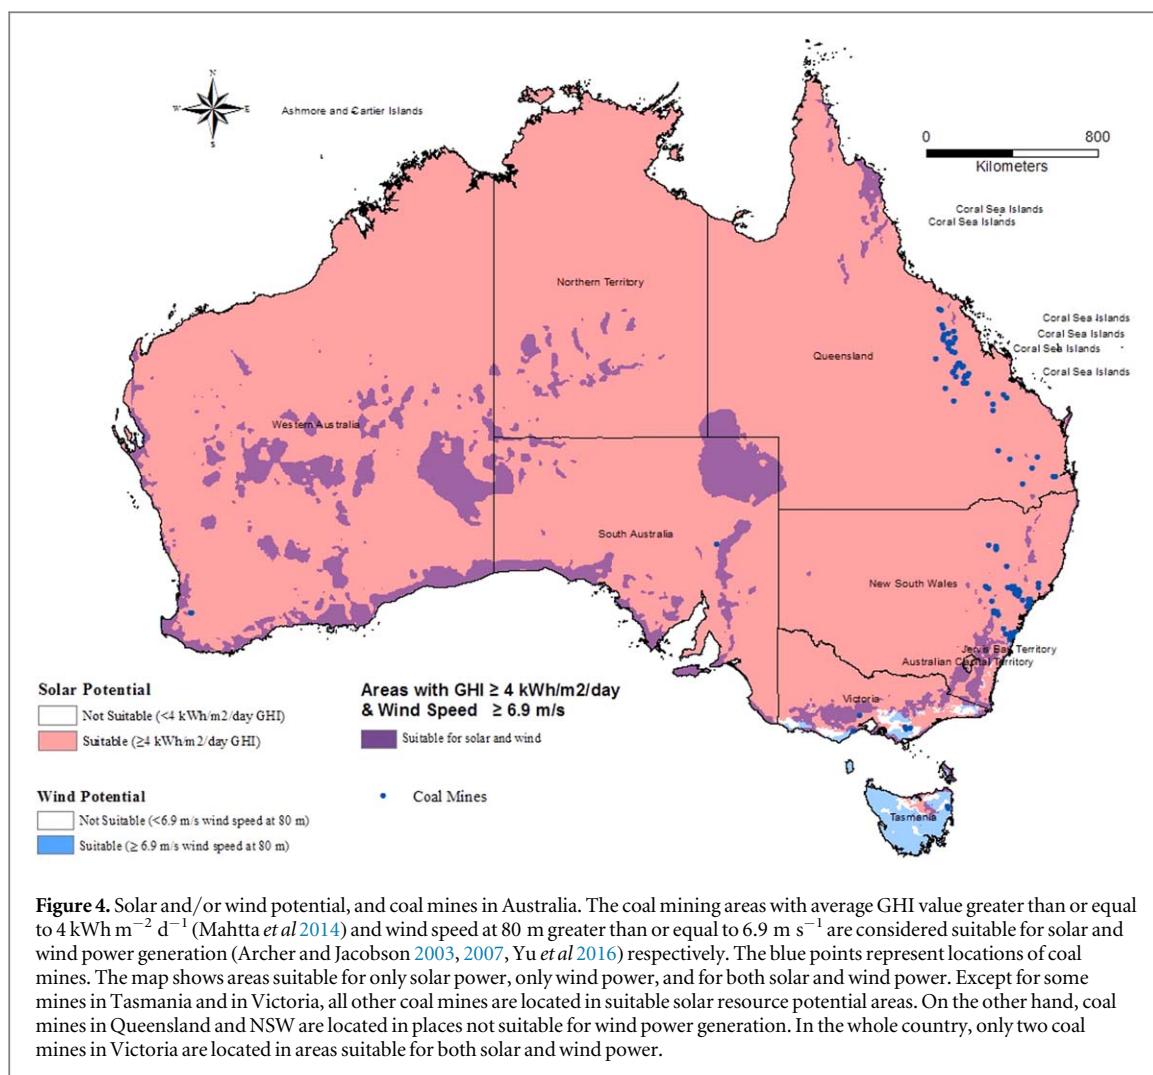 N
W
E
S
Ashmore and Cartier Islands
0 800
Kilometers
Coral Sea Islands
Coral Sea Islands
Northern Territory
Coral Sea Islands
Coral Sea Islands
Coral Sea Islands
Queensland
Coral Sea Islands
Western Australia
South Australia
New South Wales
Jervis Bay Territory
Australian Capital Territory
Victoria
Tasmania
Solar Potential
Not Suitable (<4 kWh/m2/day GHI)
Suitable (≥4 kWh/m2/day GHI)
Areas with GHI ≥ 4 kWh/m2/day
& Wind Speed ≥ 6.9 m/s
Suitable for solar and wind
Wind Potential
Not Suitable (<6.9 m/s wind speed at 80 m)
Suitable (≥ 6.9 m/s wind speed at 80 m)
Coal Mines
Figure 4. Solar and/or wind potential, and coal mines in Australia. The coal mining areas with average GHI value greater than or equal
to 4 kWh m⁻² d⁻¹ (Mahtta et al 2014) and wind speed at 80 m greater than or equal to 6.9 m s⁻¹ are considered suitable for solar and
wind power generation (Archer and Jacobson 2003, 2007, Yu et al 2016) respectively. The blue points represent locations of coal
mines. The map shows areas suitable for only solar power, only wind power, and for both solar and wind power. Except for some
mines in Tasmania and in Victoria, all other coal mines are located in suitable solar resource potential areas. On the other hand, coal
mines in Queensland and NSW are located in places not suitable for wind power generation. In the whole country, only two coal
mines in Victoria are located in areas suitable for both solar and wind power.